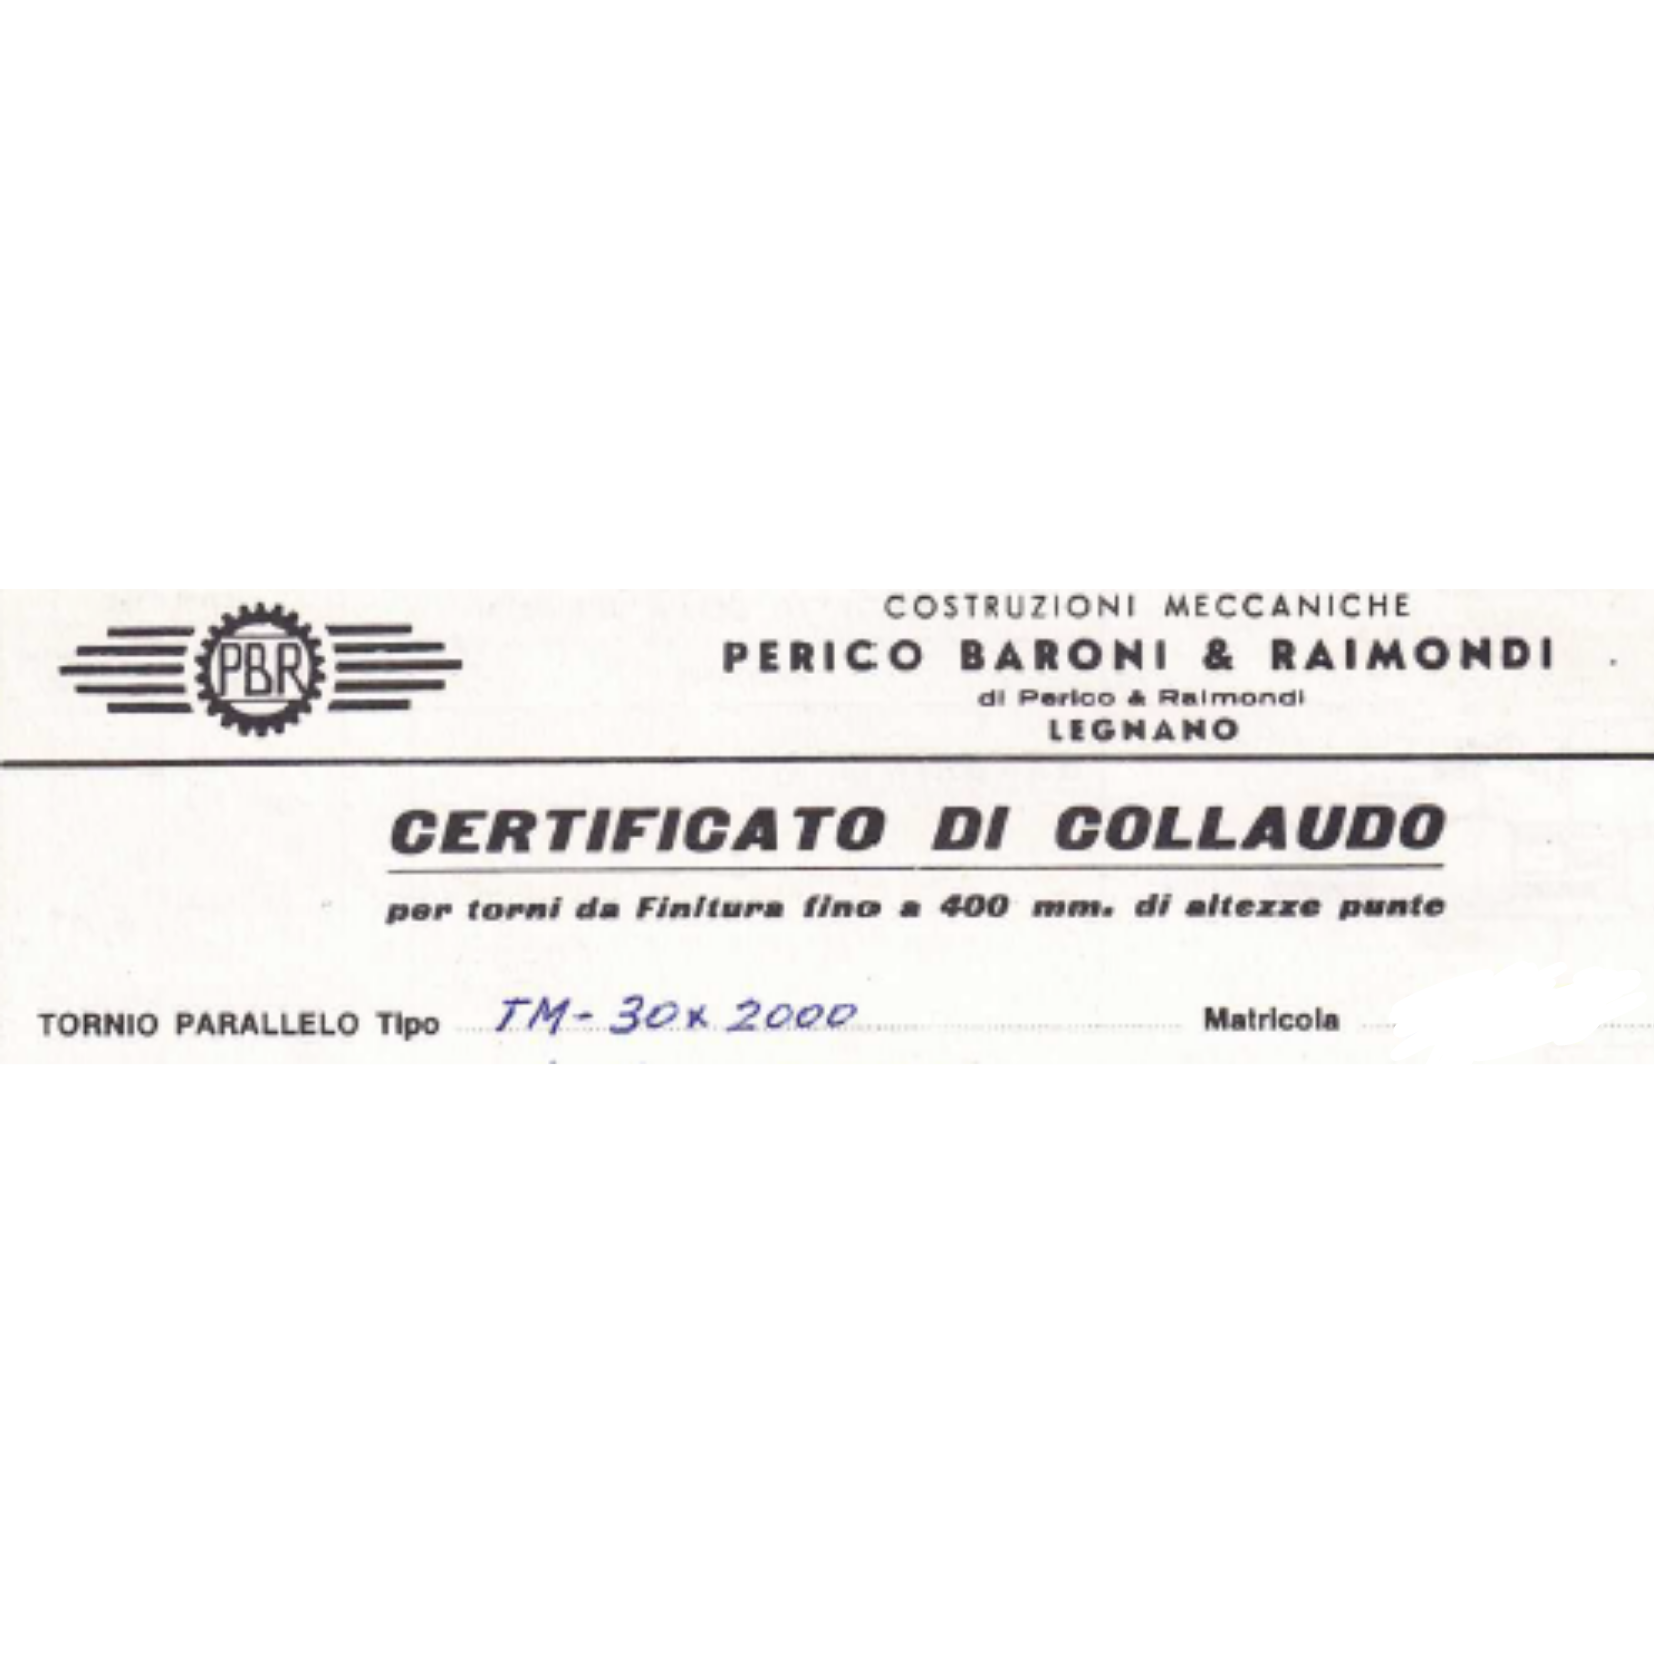 PBR
COSTRUZIONI MECCANICHE
PERICO BARONI & RAIMONDI
di Perico & Raimondi
LEGNANO
CERTIFICATO DI COLLAUDO
per torni da Finitura fino a 400 mm. di altezze punte
TORNIO PARALLELO Tipo TM-30x2000 Matricola